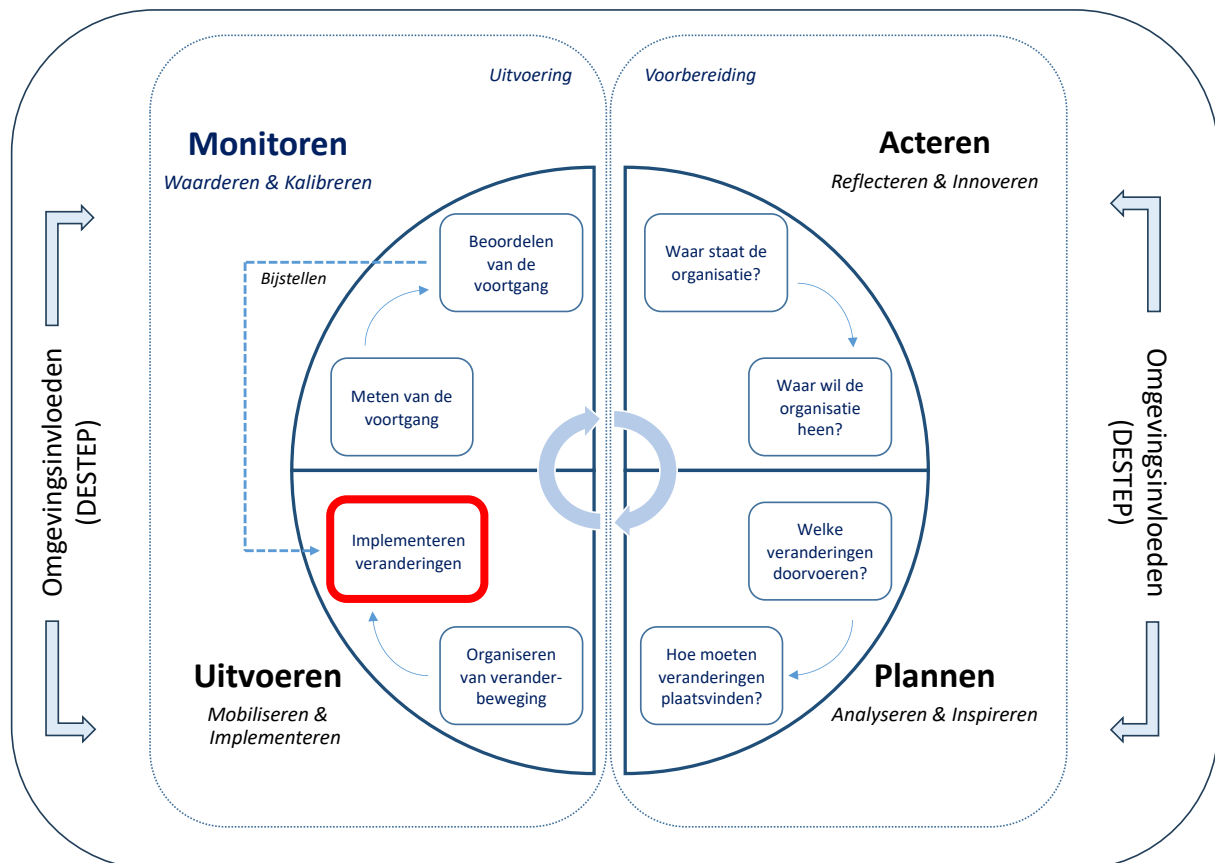 Uitvoering
Voorbereiding
Monitoren
Waarderen & Kalibreren
Acteren
Reflecteren & Innoveren
Beoordelen
van de
voortgang
Waar staat de
organisatie?
Bijstellen
Meten van de
voortgang
Waar wil de
organisatie
heen?
Omgevingsinvloeden
(DESTEP)
Omgevingsinvloeden
(DESTEP)
Implementeren
veranderingen
Welke
veranderingen
doorvoeren?
Organiseren
van verander-
beweging
Hoe moeten
veranderingen
plaatsvinden?
Uitvoeren
Mobiliseren &
Implementeren
Plannen
Analyseren & Inspireren